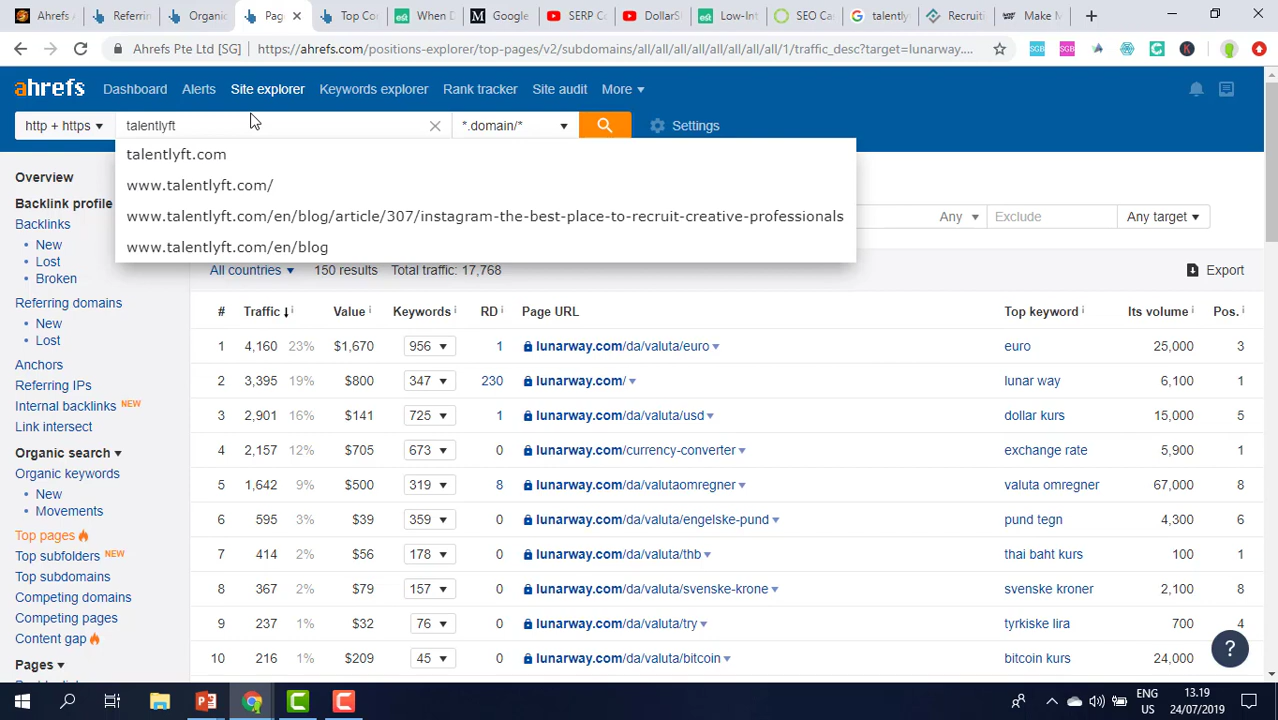 Ahrefs A
Referrin
Organic
Pag
Top Co
When D
Google
SERP Co
DollarSh
Low-Int
SEO Cas
talently
Recruiti
Make M
Ahrefs Pte Ltd [SG]
https://ahrefs.com/positions-explorer/top-pages/v2/subdomains/all/all/all/all/all/all/1/traffic_desc?target=lunarway....
ahrefs
Dashboard
Alerts
Site explorer
Keywords explorer
Rank tracker
Site audit
More
http + https
talentlyft
*.domain/*
Settings
talentlyft.com
www.talentlyft.com/
www.talentlyft.com/en/blog/article/307/instagram-the-best-place-to-recruit-creative-professionals
www.talentlyft.com/en/blog
Overview
Backlink profile
Backlinks
New
Lost
Broken
Referring domains
New
Lost
Anchors
Referring IPs
Internal backlinks NEW
Link intersect
Organic search
Organic keywords
New
Movements
Top pages
Top subfolders NEW
Top subdomains
Competing domains
Competing pages
Content gap
Pages
Any
Exclude
Any target
All countries
150 results
Total traffic: 17,768
Export
# Traffic Value Keywords RD Page URL Top keyword Its volume Pos.
1 4,160 23% $1,670 956 1 lunarway.com/da/valuta/euro euro 25,000 3
2 3,395 19% $800 347 230 lunarway.com/ lunar way 6,100 1
3 2,901 16% $141 725 1 lunarway.com/da/valuta/usd dollar kurs 15,000 5
4 2,157 12% $705 673 0 lunarway.com/currency-converter exchange rate 5,900 1
5 1,642 9% $500 319 8 lunarway.com/da/valutaomregner valuta omregner 67,000 8
6 595 3% $39 359 0 lunarway.com/da/valuta/engelske-pund pund tegn 4,300 6
7 414 2% $56 178 0 lunarway.com/da/valuta/thb thai baht kurs 100 1
8 367 2% $79 157 0 lunarway.com/da/valuta/svenske-krone svenske kroner 2,100 8
9 237 1% $32 76 0 lunarway.com/da/valuta/try tyrkiske lira 700 4
10 216 1% $209 45 0 lunarway.com/da/valuta/bitcoin bitcoin kurs 24,000
?
ENG
US
13.19
24/07/2019